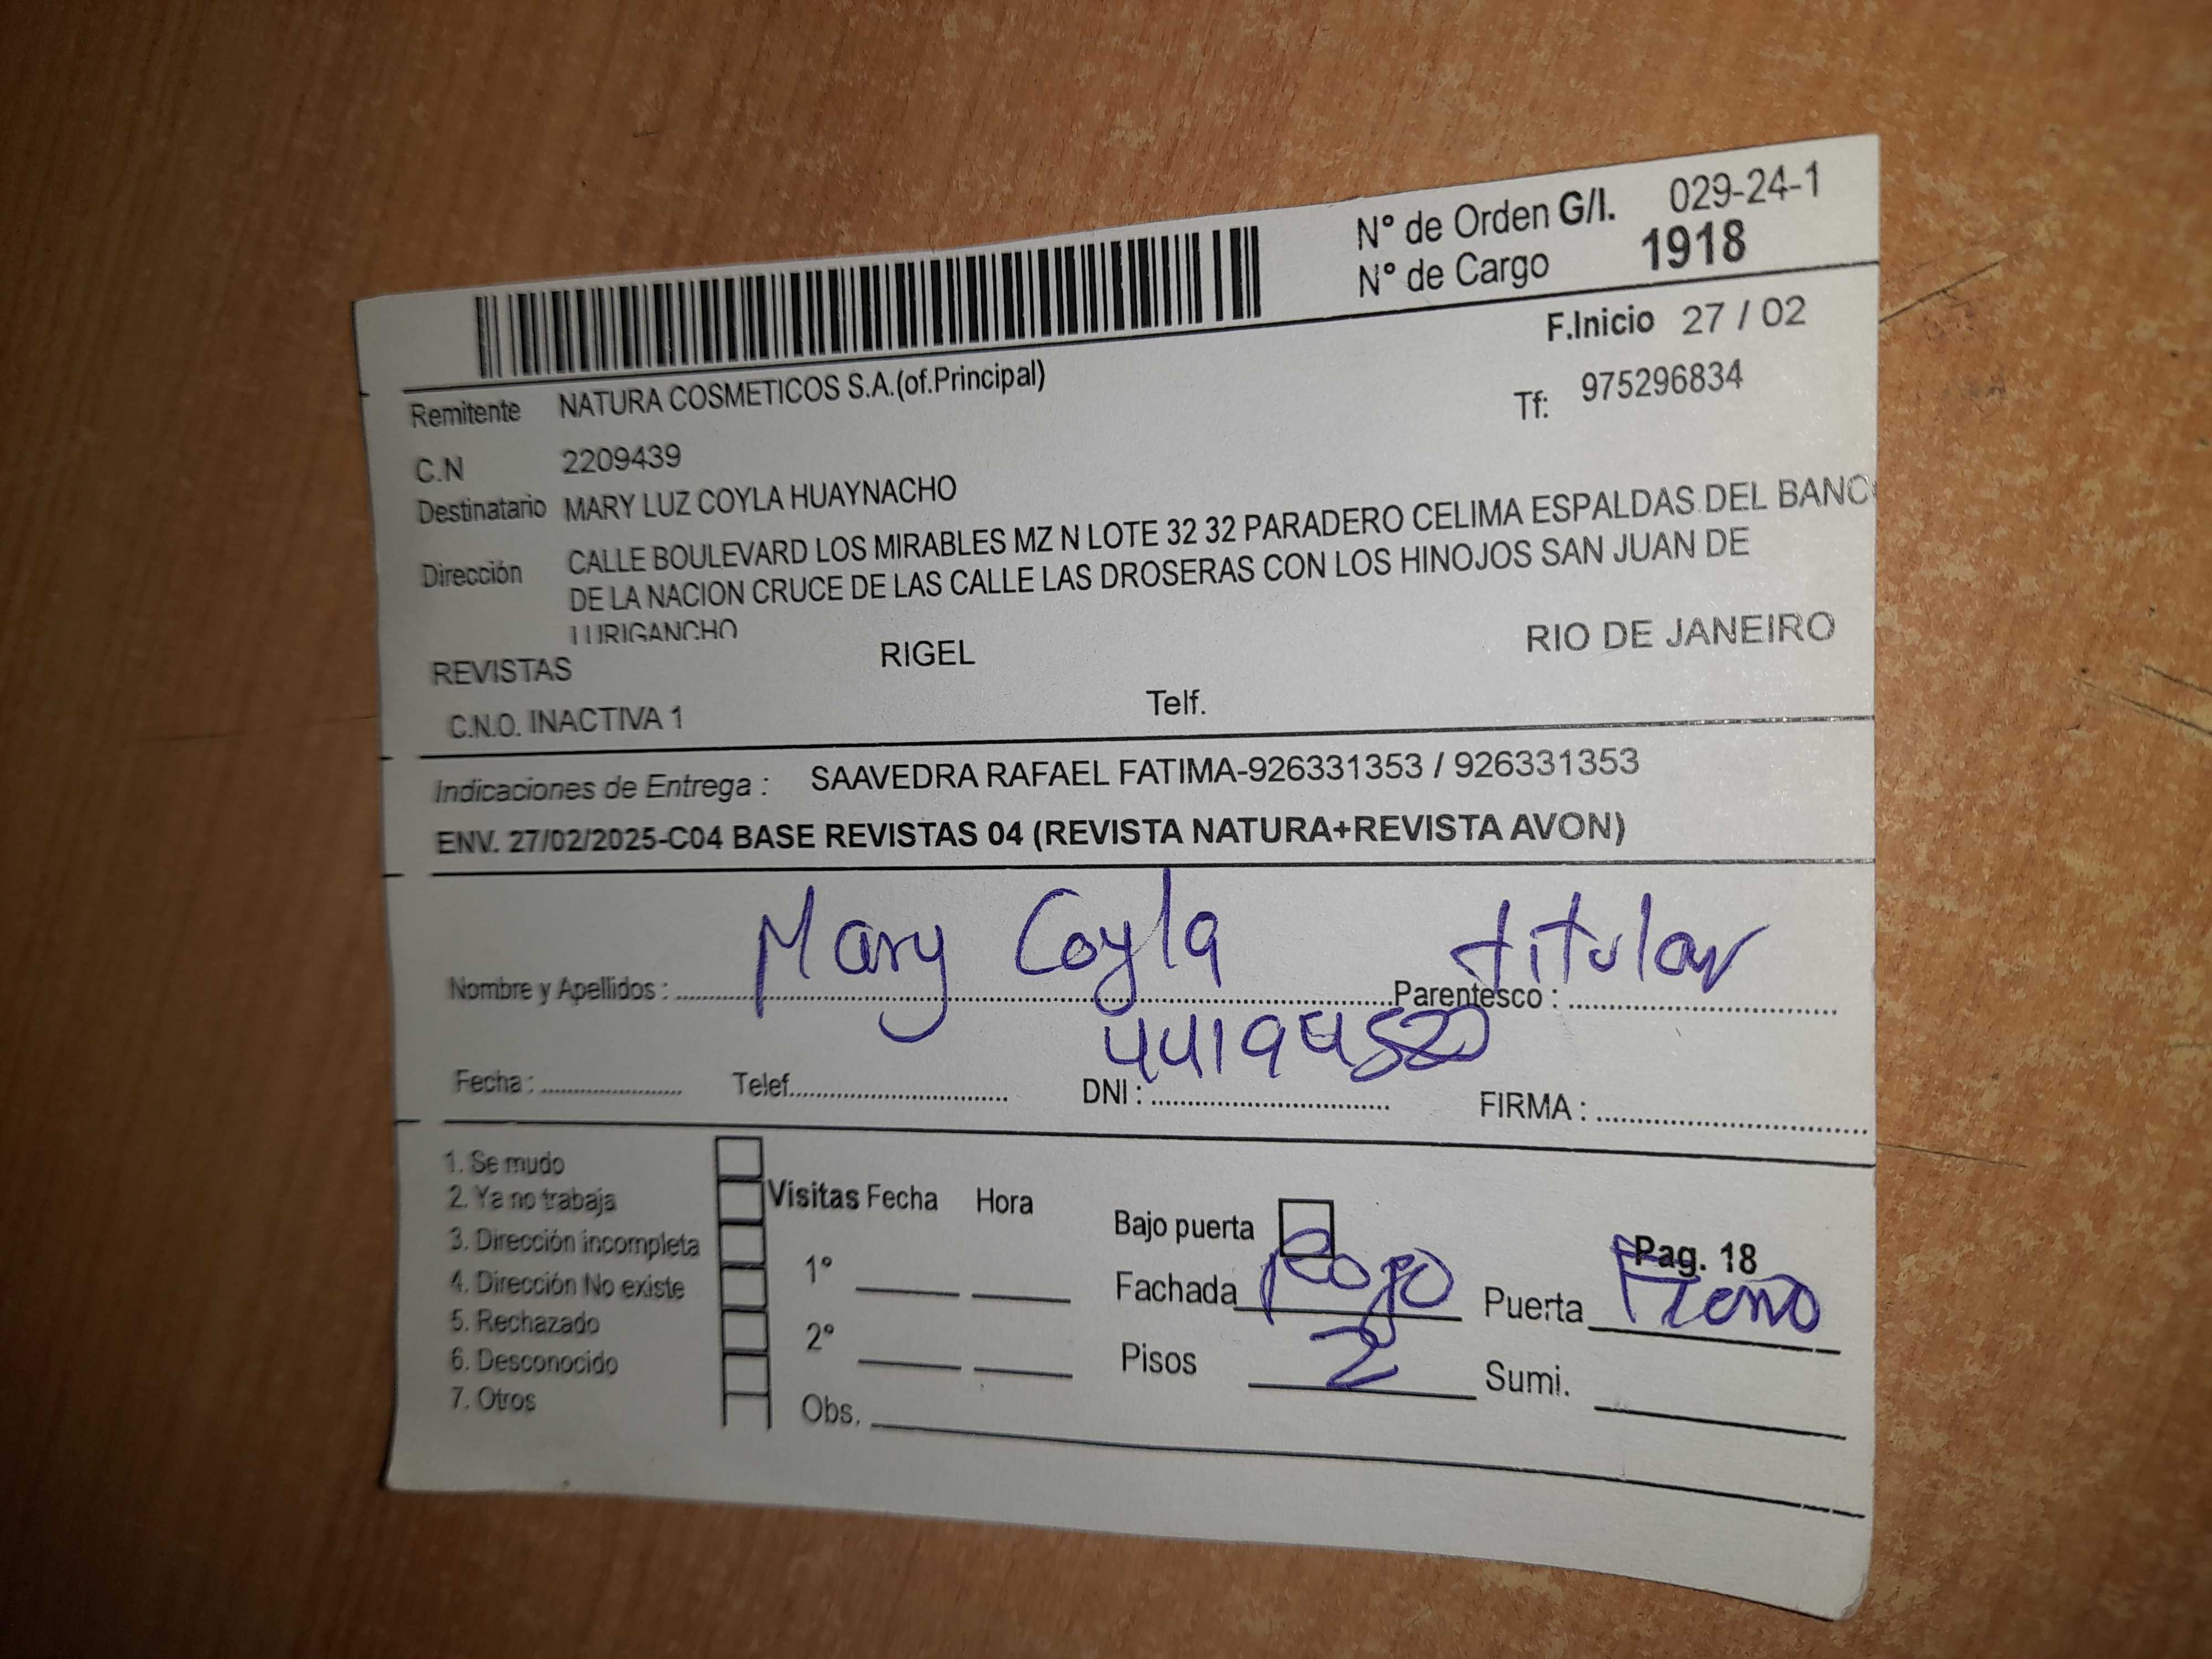 N° de Orden G/I. 029-24-1
N° de Cargo 1918
F.Inicio 27 / 02
Remitente NATURA COSMETICOS S.A.(of.Principal)
Tf: 975296834
C.N 2209439
Destinatario MARY LUZ COYLA HUAYNACHO
Dirección CALLE BOULEVARD LOS MIRABLES MZ N LOTE 32 32 PARADERO CELIMA ESPALDAS DEL BANC
DE LA NACION CRUCE DE LAS CALLE LAS DROSERAS CON LOS HINOJOS SAN JUAN DE
LURIGANCHO
REVISTAS RIGEL RIO DE JANEIRO
C.N.O. INACTIVA 1 Telf.
Indicaciones de Entrega : SAAVEDRA RAFAEL FATIMA-926331353 / 926331353
ENV. 27/02/2025-C04 BASE REVISTAS 04 (REVISTA NATURA+REVISTA AVON)
Nombre y Apellidos : Mary Coyla Parentesco : titular
Fecha : Telef. DNI : FIRMA :
1. Se mudo
2. Ya no trabaja
3. Dirección incompleta
4. Dirección No existe
5. Rechazado
6. Desconocido
7. Otros
Visitas Fecha Hora
1°
2°
Obs.
Bajo puerta
Pag. 18
Fachada Rojo Puerta
Pisos 2 Sumi.